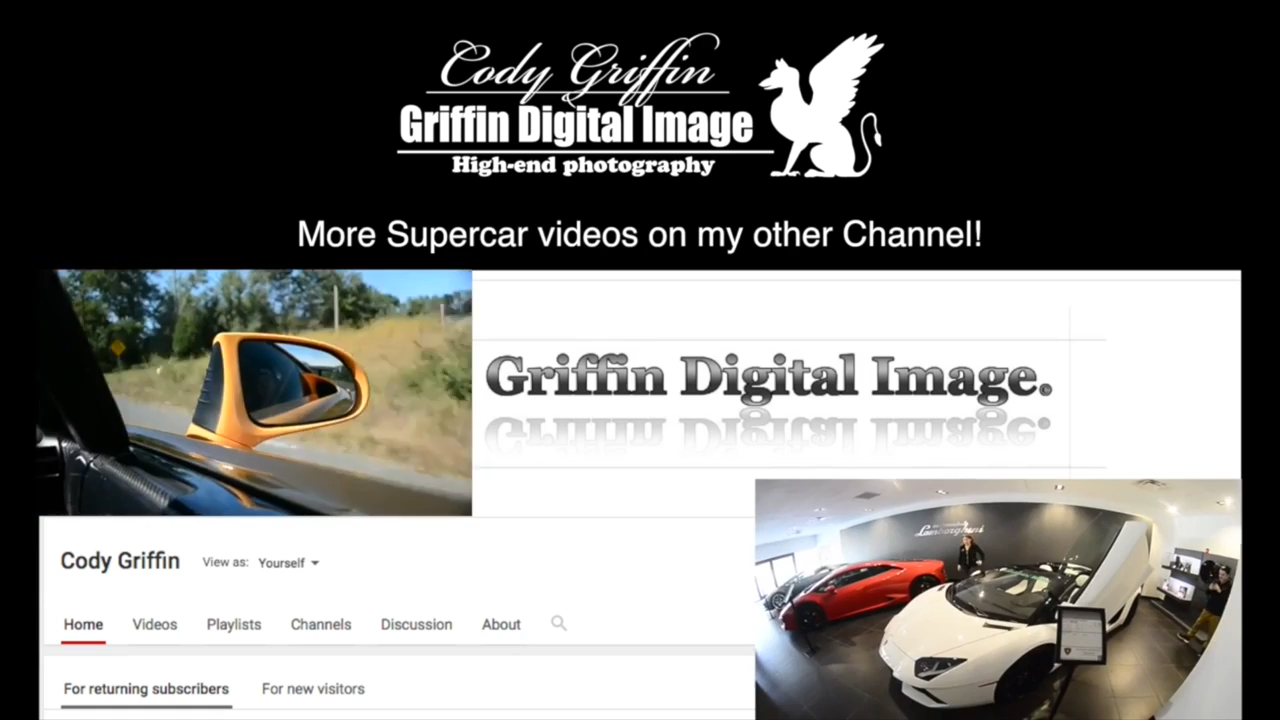 Cody Griffin
Griffin Digital Image
High-end photography
More Supercar videos on my other Channel!
Griffin Digital Image.©
Lamborghini
Cody Griffin View as: Yourself
Home Videos Playlists Channels Discussion About
For returning subscribers For new visitors